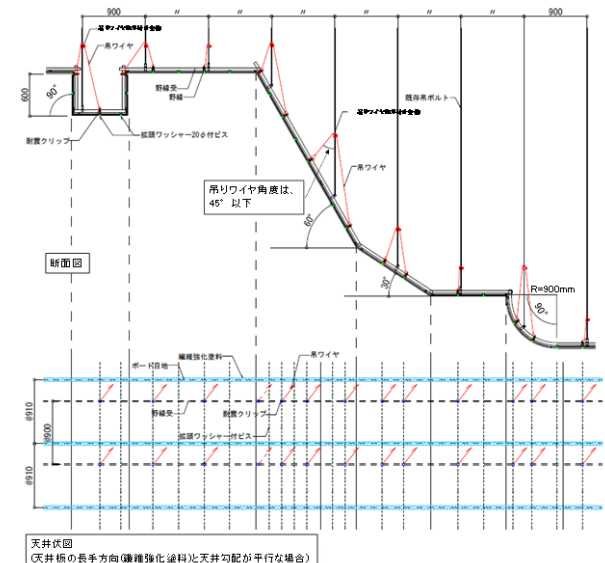 900
〃
〃
〃
〃
〃
〃
900
吊ワイヤ
野縁受
野縁
既存吊ボルト
600
90°
拡頭ワッシャー20φ付ビス
耐震クリップ
吊ワイヤ
吊りワイヤ角度は、
45°以下
60°
断面図
30°
R=900mm
90°
繊維強化塗料
吊ワイヤ
ボード目地
@910
野縁受
耐震クリップ
@900
拡頭ワッシャー付ビス
@910
天井伏図
(天井板の長手方向(繊維強化塗料)と天井勾配が平行な場合)